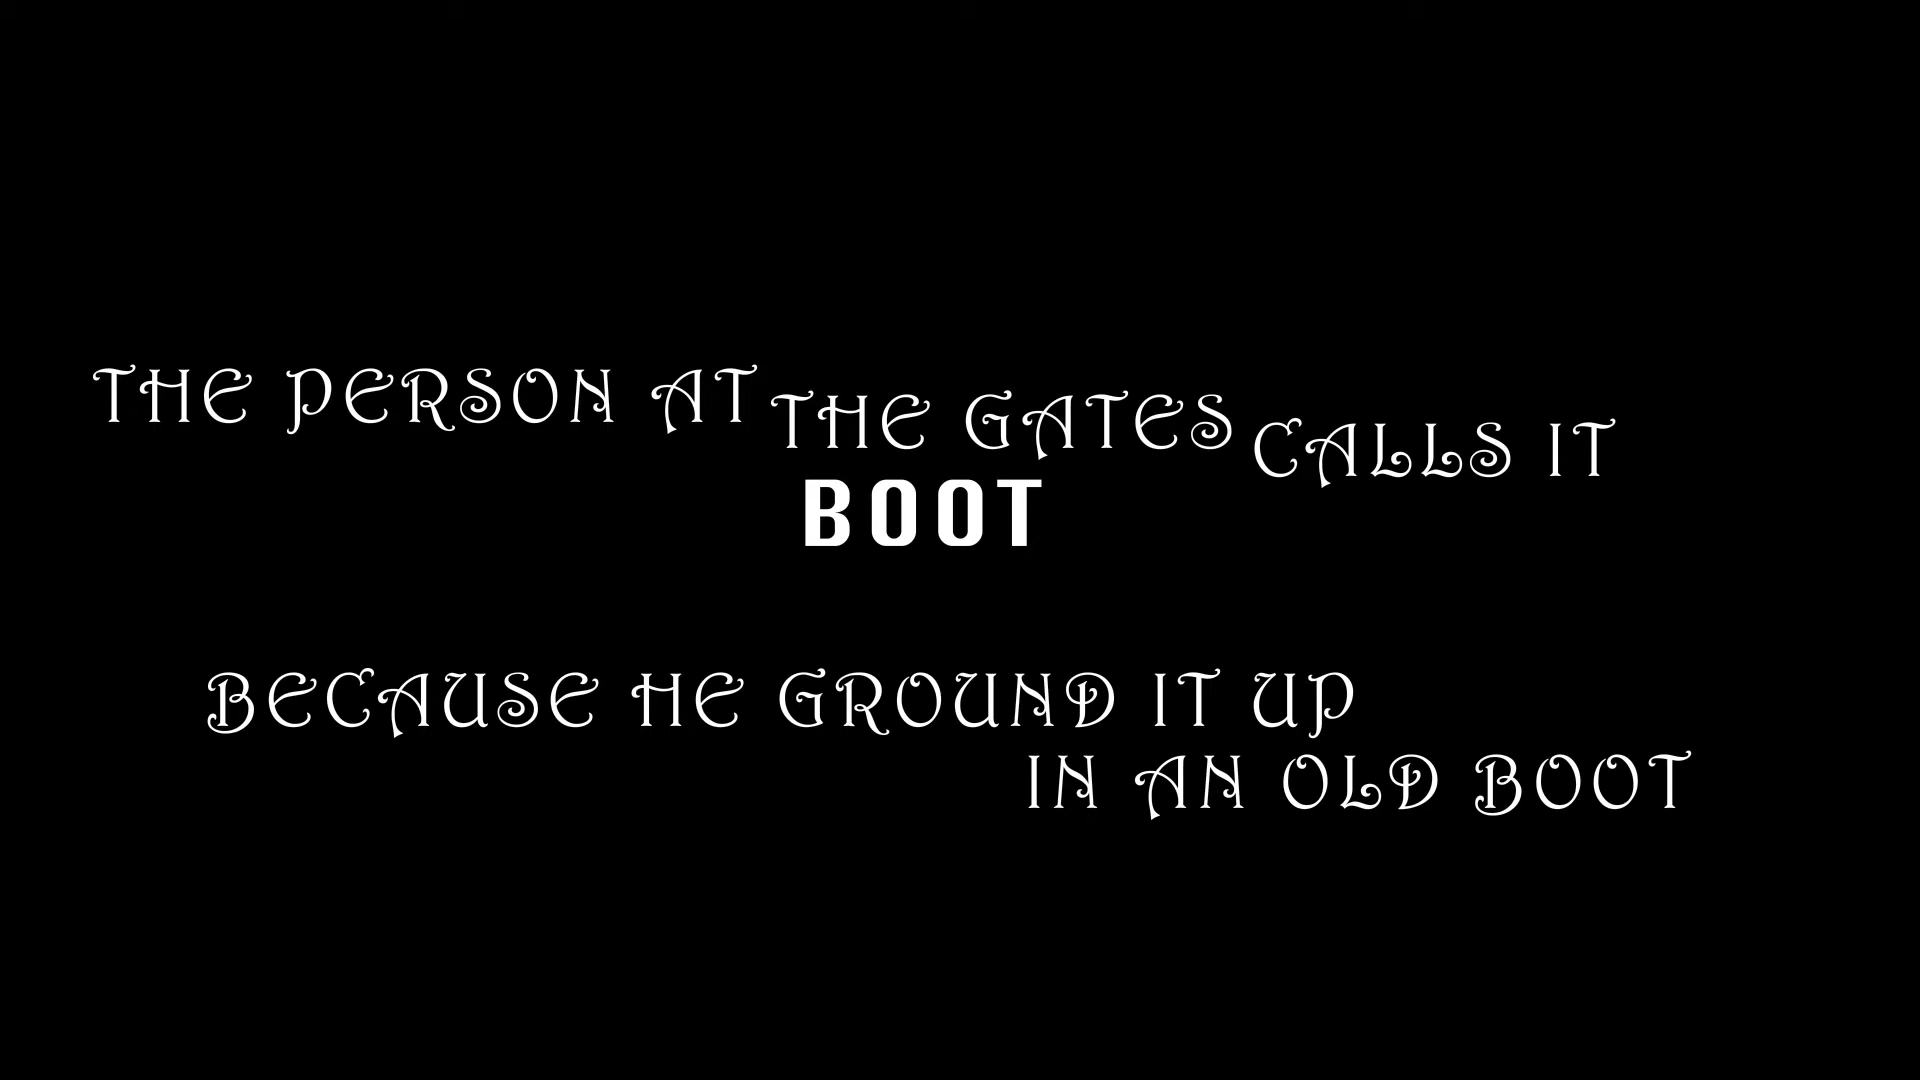 THE PERSON AT THE GATES CALLS IT
BOOT
BECAUSE HE GROUND IT UP
IN AN OLD BOOT